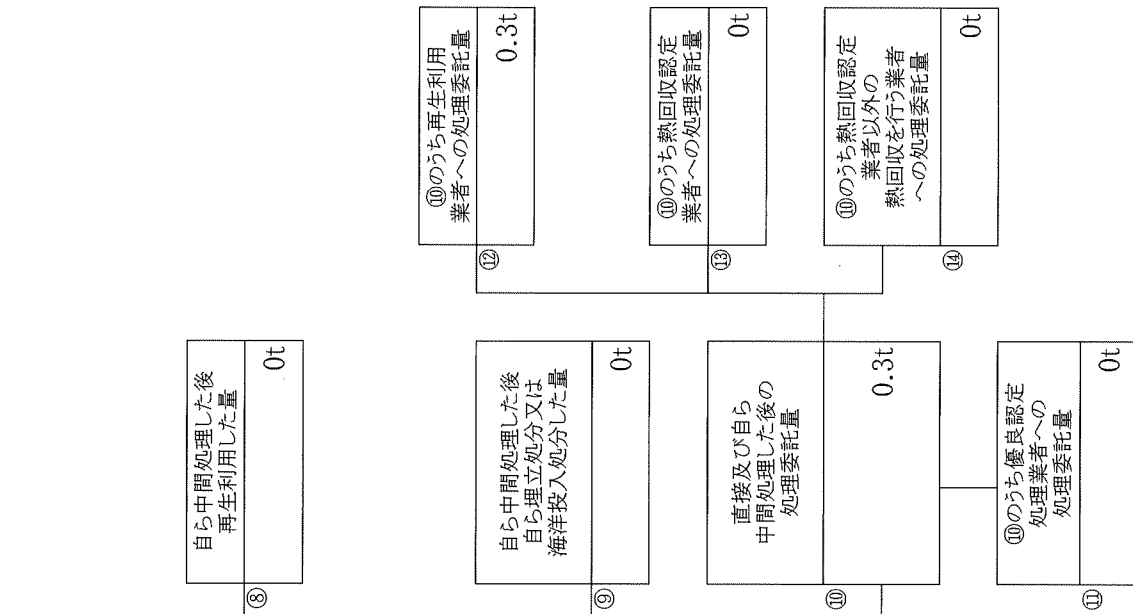 ⑧
自ら中間処理した後
再生利用した量
0t
⑨
自ら中間処理した後
自ら埋立処分又は
海洋投入処分した量
0t
⑩
直接及び自ら
中間処理した後の
処理委託量
0.3t
⑪
⑩のうち優良認定
処理業者への
処理委託量
0t
⑫
⑩のうち再生利用
業者への処理委託量
0.3t
⑬
⑩のうち熱回収認定
業者への処理委託量
0t
⑭
⑩のうち熱回収認定
業者以外の
熱回収を行う業者
への処理委託量
0t